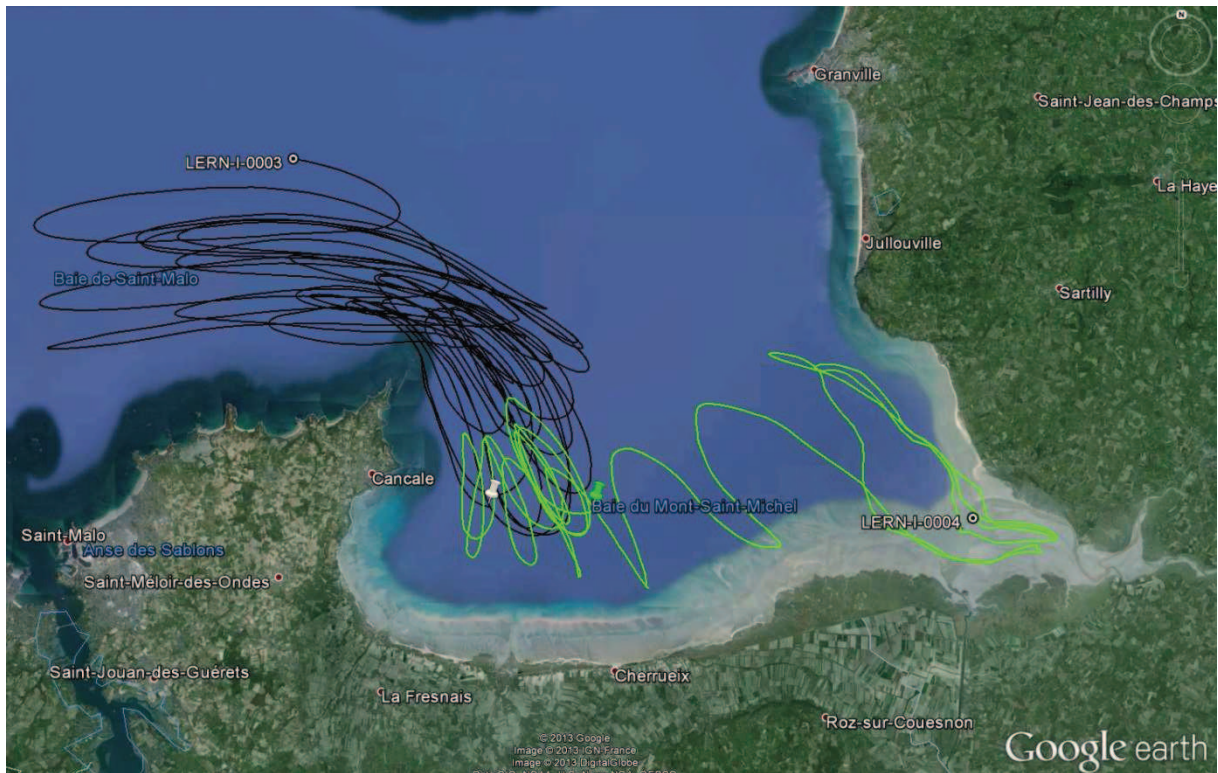 N
Granville
Saint-Jean-des-Champs
LERN-I-0003
La Haye
Jullouville
Baie de Saint-Malo
Sartilly
Cancale
Baie du Mont-Saint-Michel
LERN-I-0004
Saint-Malo
Anse des Sablons
Saint-Méloir-des-Ondes
Saint-Jouan-des-Guérets
Cherrueix
La Fresnais
Roz-sur-Couesnon
© 2013 Google
Image © 2013 IGN-France
Image © 2013 DigitalGlobe
Google earth